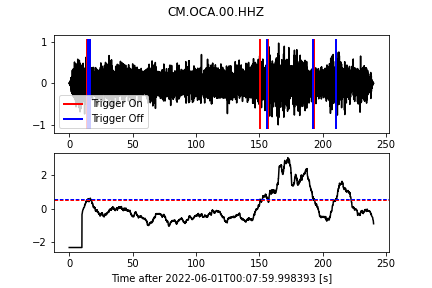 CM.OCA.00.HHZ
1
0
−1
Trigger On
Trigger Off
0 50 100 150 200 250
2
0
−2
0 50 100 150 200 250
Time after 2022-06-01T00:07:59.998393 [s]